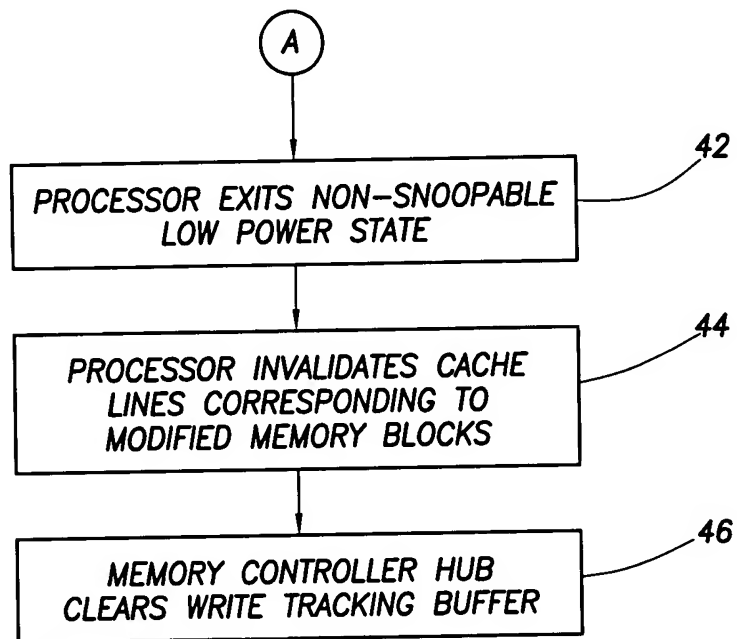 A
42
PROCESSOR EXITS NON-SNOOPABLE
LOW POWER STATE
44
PROCESSOR INVALIDATES CACHE
LINES CORRESPONDING TO
MODIFIED MEMORY BLOCKS
46
MEMORY CONTROLLER HUB
CLEARS WRITE TRACKING BUFFER